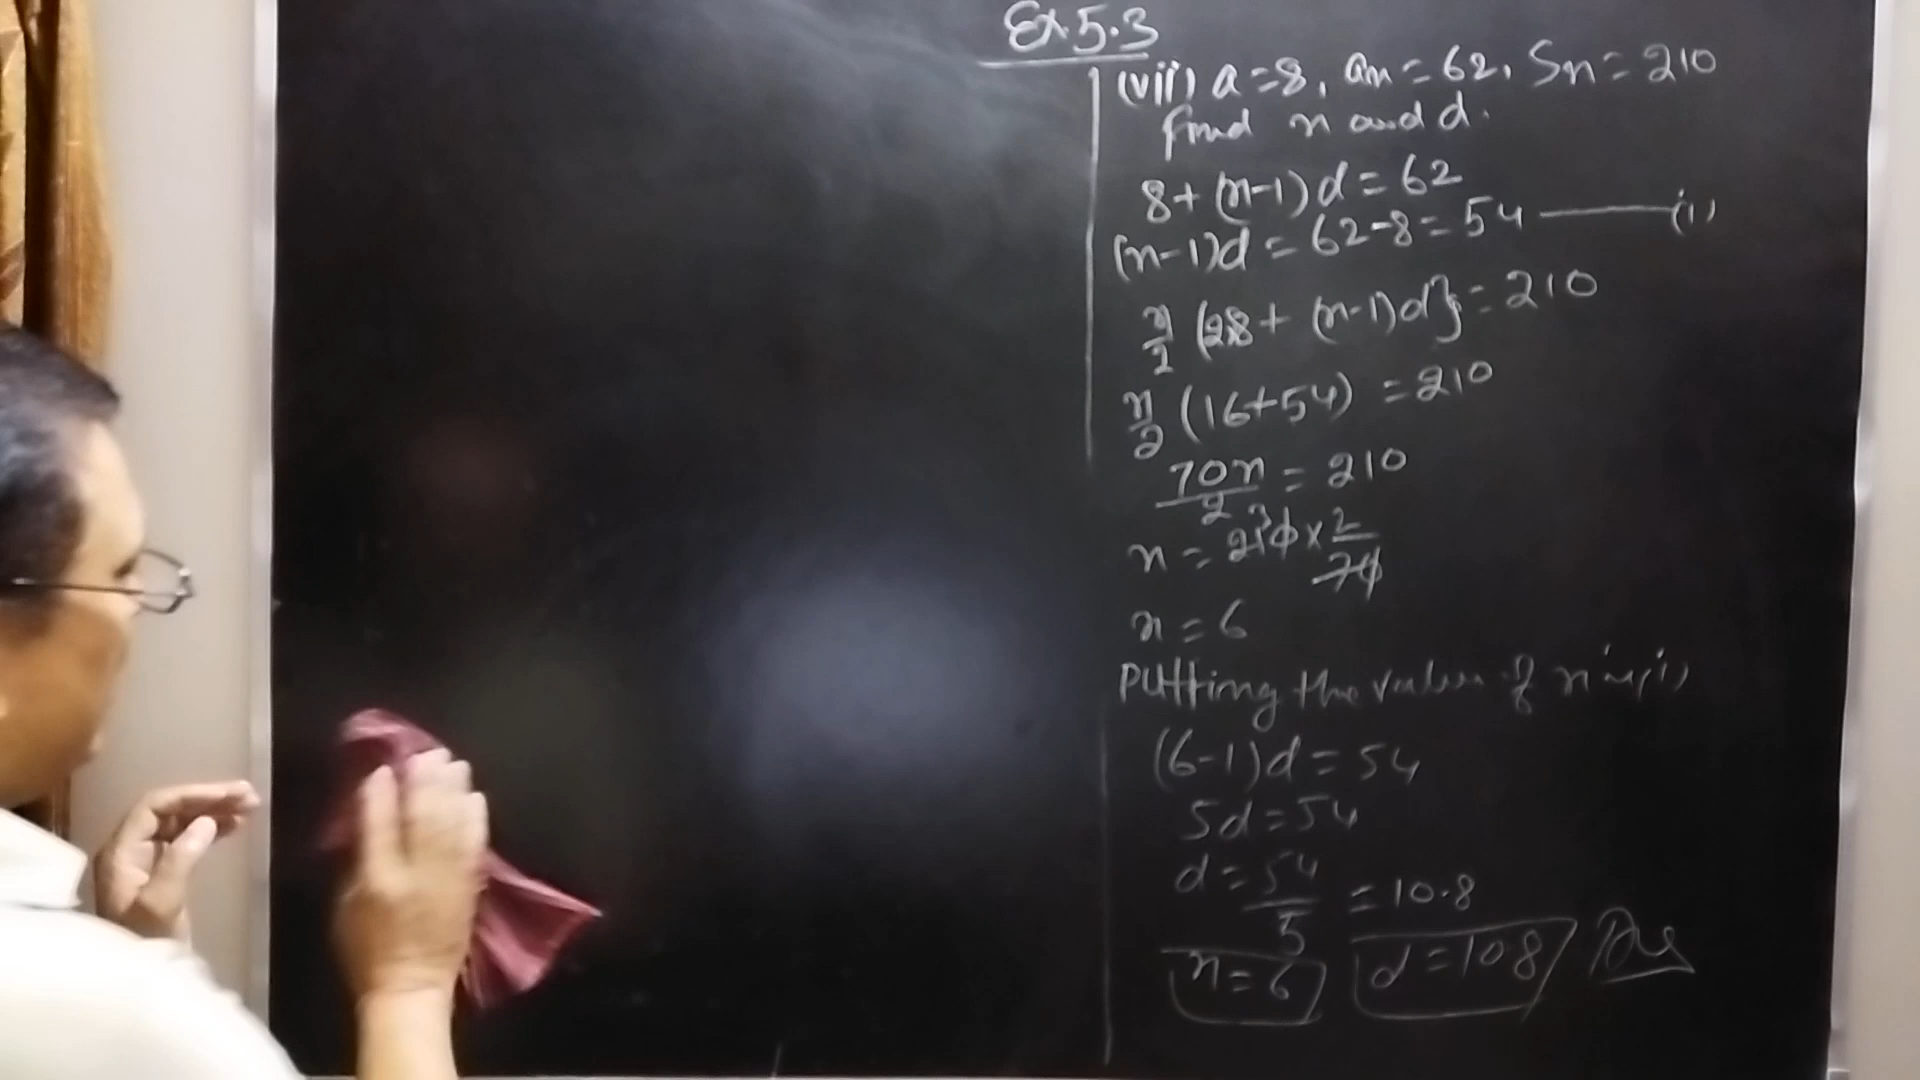 Ex.5.3
(vii) a=8, an=62, Sn=210
find n and d.
8+(n-1)d=62
(n-1)d=62-8=54 —— (i)
n/2 {2×8+(n-1)d}=210
n/2 (16+54)=210
70n/2=210
n=210×2/70
n=6
Putting the value of n in (i)
(6-1)d=54
5d=54
d=54/5=10.8
n=6 d=10.8 Ans